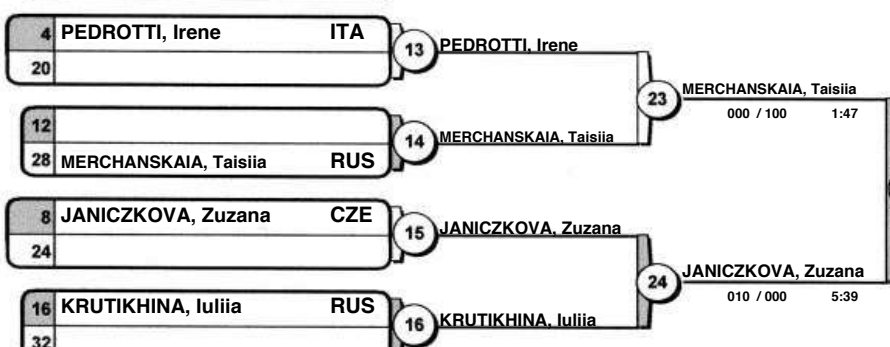 4 PEDROTTI, Irene ITA
20
13
PEDROTTI, Irene
12
28 MERCHANSKAIA, Taisiia RUS
14
MERCHANSKAIA, Taisiia
23
MERCHANSKAIA, Taisiia
000 / 100 1:47
8 JANICZKOVA, Zuzana CZE
24
15
JANICZKOVA, Zuzana
16 KRUTIKHINA, Iuliia RUS
32
16
KRUTIKHINA, Iuliia
24
JANICZKOVA, Zuzana
010 / 000 5:39